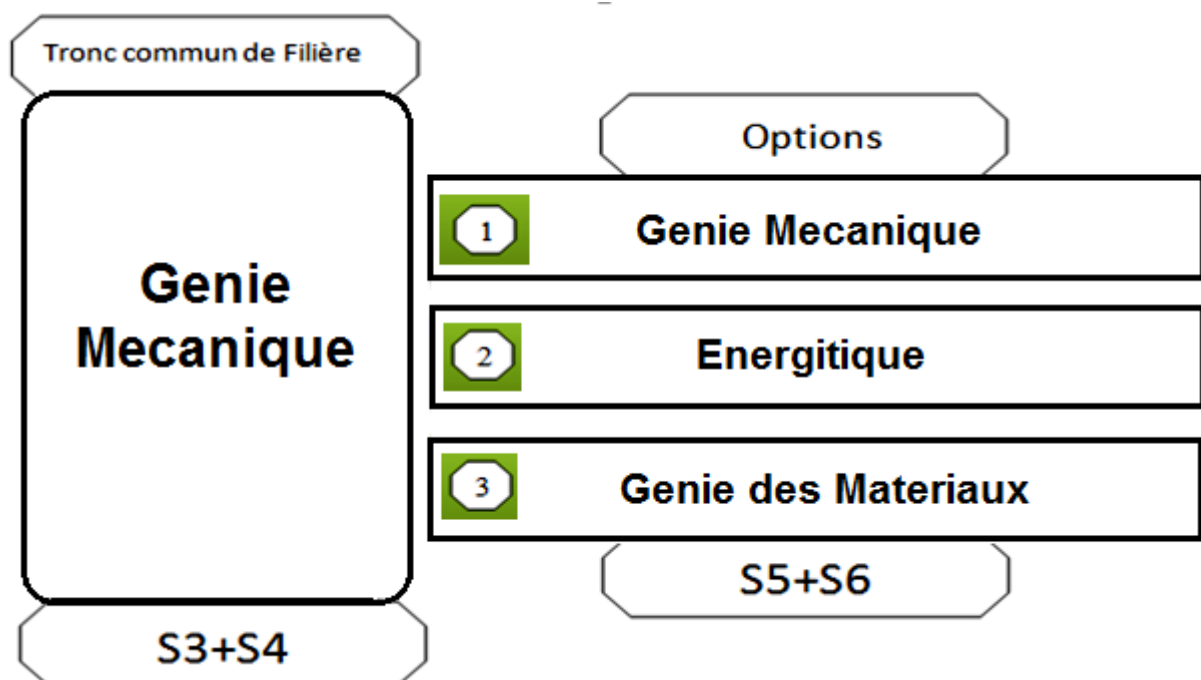 Tronc commun de Filière
Genie
Mecanique
S3+S4
Options
1 Genie Mecanique
2 Energitique
3 Genie des Materiaux
S5+S6